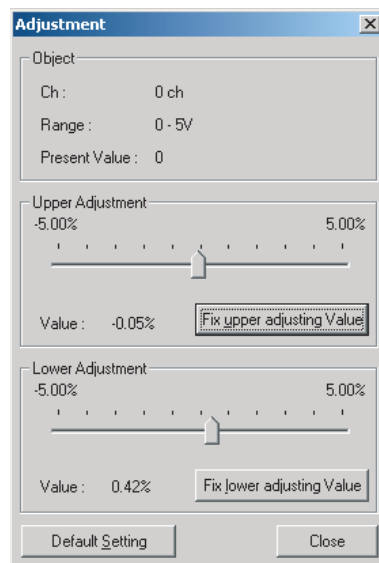 Adjustment
Object
Ch : 0 ch
Range : 0 - 5V
Present Value : 0
Upper Adjustment
-5.00% 5.00%
Value : -0.05% Fix upper adjusting Value
Lower Adjustment
-5.00% 5.00%
Value : 0.42% Fix lower adjusting Value
Default Setting Close